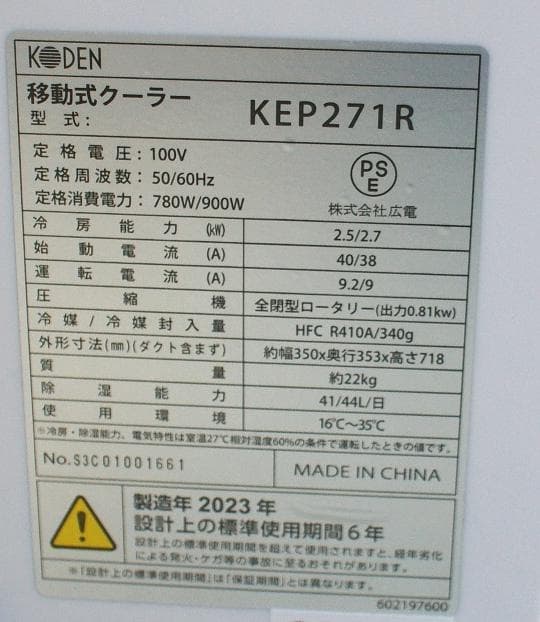 KODEN
移動式クーラー
型式: KEP271R
定格電圧: 100V
定格周波数: 50/60Hz
定格消費電力: 780W/900W
PS
E
株式会社広電
冷房能力(kW) 2.5/2.7
始動電流(A) 40/38
運転電流(A) 9.2/9
圧縮機 全閉型ロータリー(出力0.81kw)
冷媒/冷媒封入量 HFC R410A/340g
外形寸法(mm)(ダクト含まず) 約幅350x奥行353x高さ718
質量 約22kg
除湿能力 41/44L/日
使用環境 16℃～35℃
※冷房・除湿能力、電気特性は室温27℃相対湿度60%の条件で運転したときの値です。
No.S3C01001661 MADE IN CHINA
製造年 2023年
設計上の標準使用期間6年
設計上の標準使用期間を超えて使用されますと、経年劣化
による発火・ケガ等の事故に至るおそれがあります。
※「設計上の標準使用期間」は「保証期間」とは異なります。
602197600